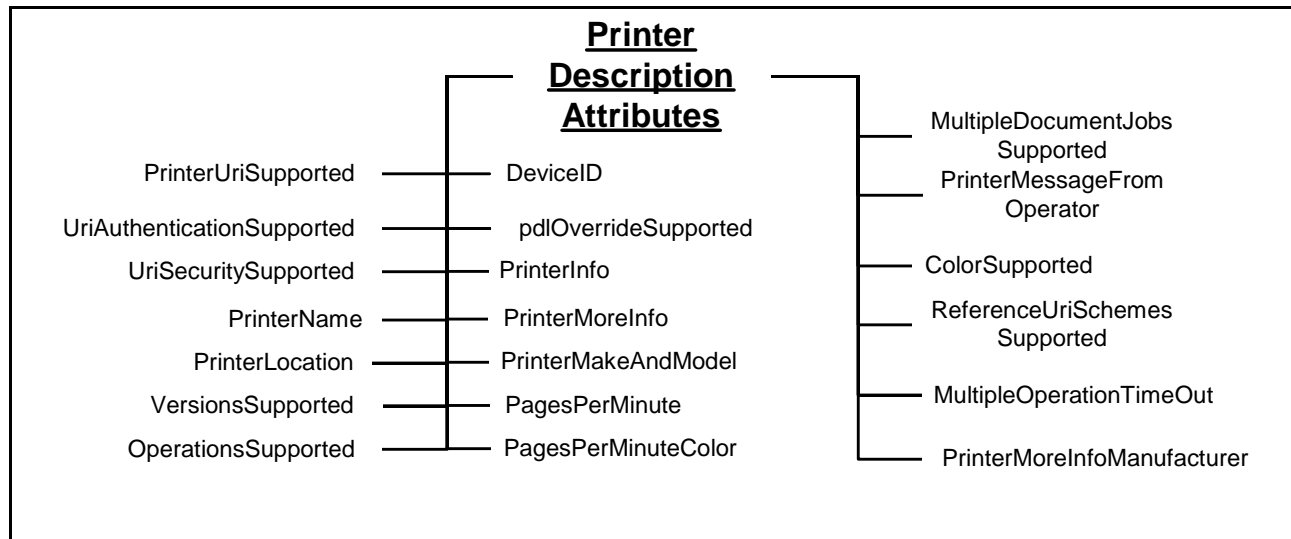 Printer
Description
Attributes
PrinterUriSupported
DeviceID
UriAuthenticationSupported
pdlOverrideSupported
UriSecuritySupported
PrinterInfo
PrinterName
PrinterMoreInfo
PrinterLocation
PrinterMakeAndModel
VersionsSupported
PagesPerMinute
OperationsSupported
PagesPerMinuteColor
MultipleDocumentJobs
Supported
PrinterMessageFrom
Operator
ColorSupported
ReferenceUriSchemes
Supported
MultipleOperationTimeOut
PrinterMoreInfoManufacturer